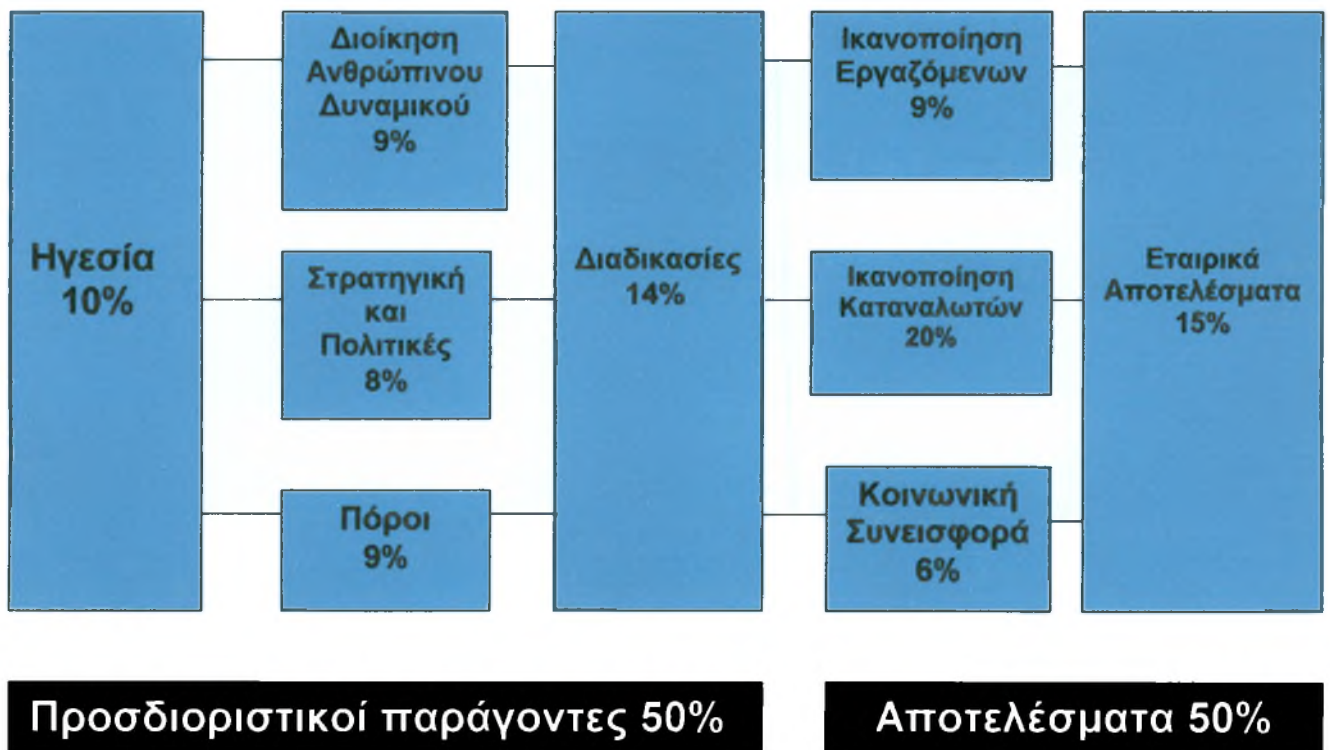 Ηγεσία
10%
Διοίκηση
Ανθρώπινου
Δυναμικού
9%
Στρατηγική
και
Πολιτικές
8%
Πόροι
9%
Διαδικασίες
14%
Ικανοποίηση
Εργαζόμενων
9%
Ικανοποίηση
Καταναλωτών
20%
Κοινωνική
Συνεισφορά
6%
Εταιρικά
Αποτελέσματα
15%
Προσδιοριστικοί παράγοντες 50%
Αποτελέσματα 50%